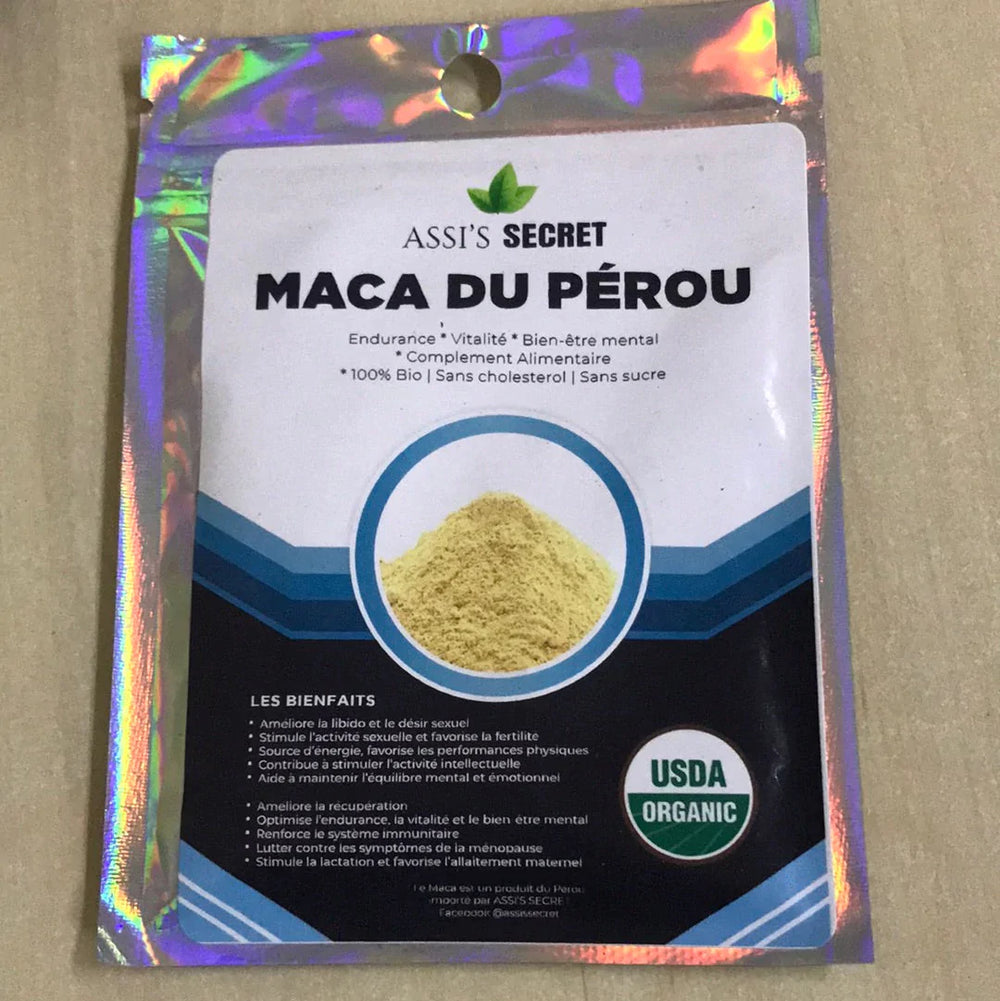 ASSI'S SECRET
MACA DU PÉROU
Endurance * Vitalité * Bien-être mental
* Complement Alimentaire
* 100% Bio | Sans cholesterol | Sans sucre
LES BIENFAITS
* Améliore la libido et le désir sexuel
* Stimule l'activité sexuelle et favorise la fertilité
* Source d'énergie, favorise les performances physiques
* Contribue à stimuler l'activité intellectuelle
* Aide à maintenir l'équilibre mental et émotionnel
* Améliore la récupération
* Optimise l'endurance, la vitalité et le bien être mental
* Renforce le système immunitaire
* Lutter contre les symptômes de la ménopause
* Stimule la lactation et favorise l'allaitement maternel
USDA
ORGANIC
Le Maca est un produit du Pérou
importé par ASSI'S SECRET
Facebook @assissecret